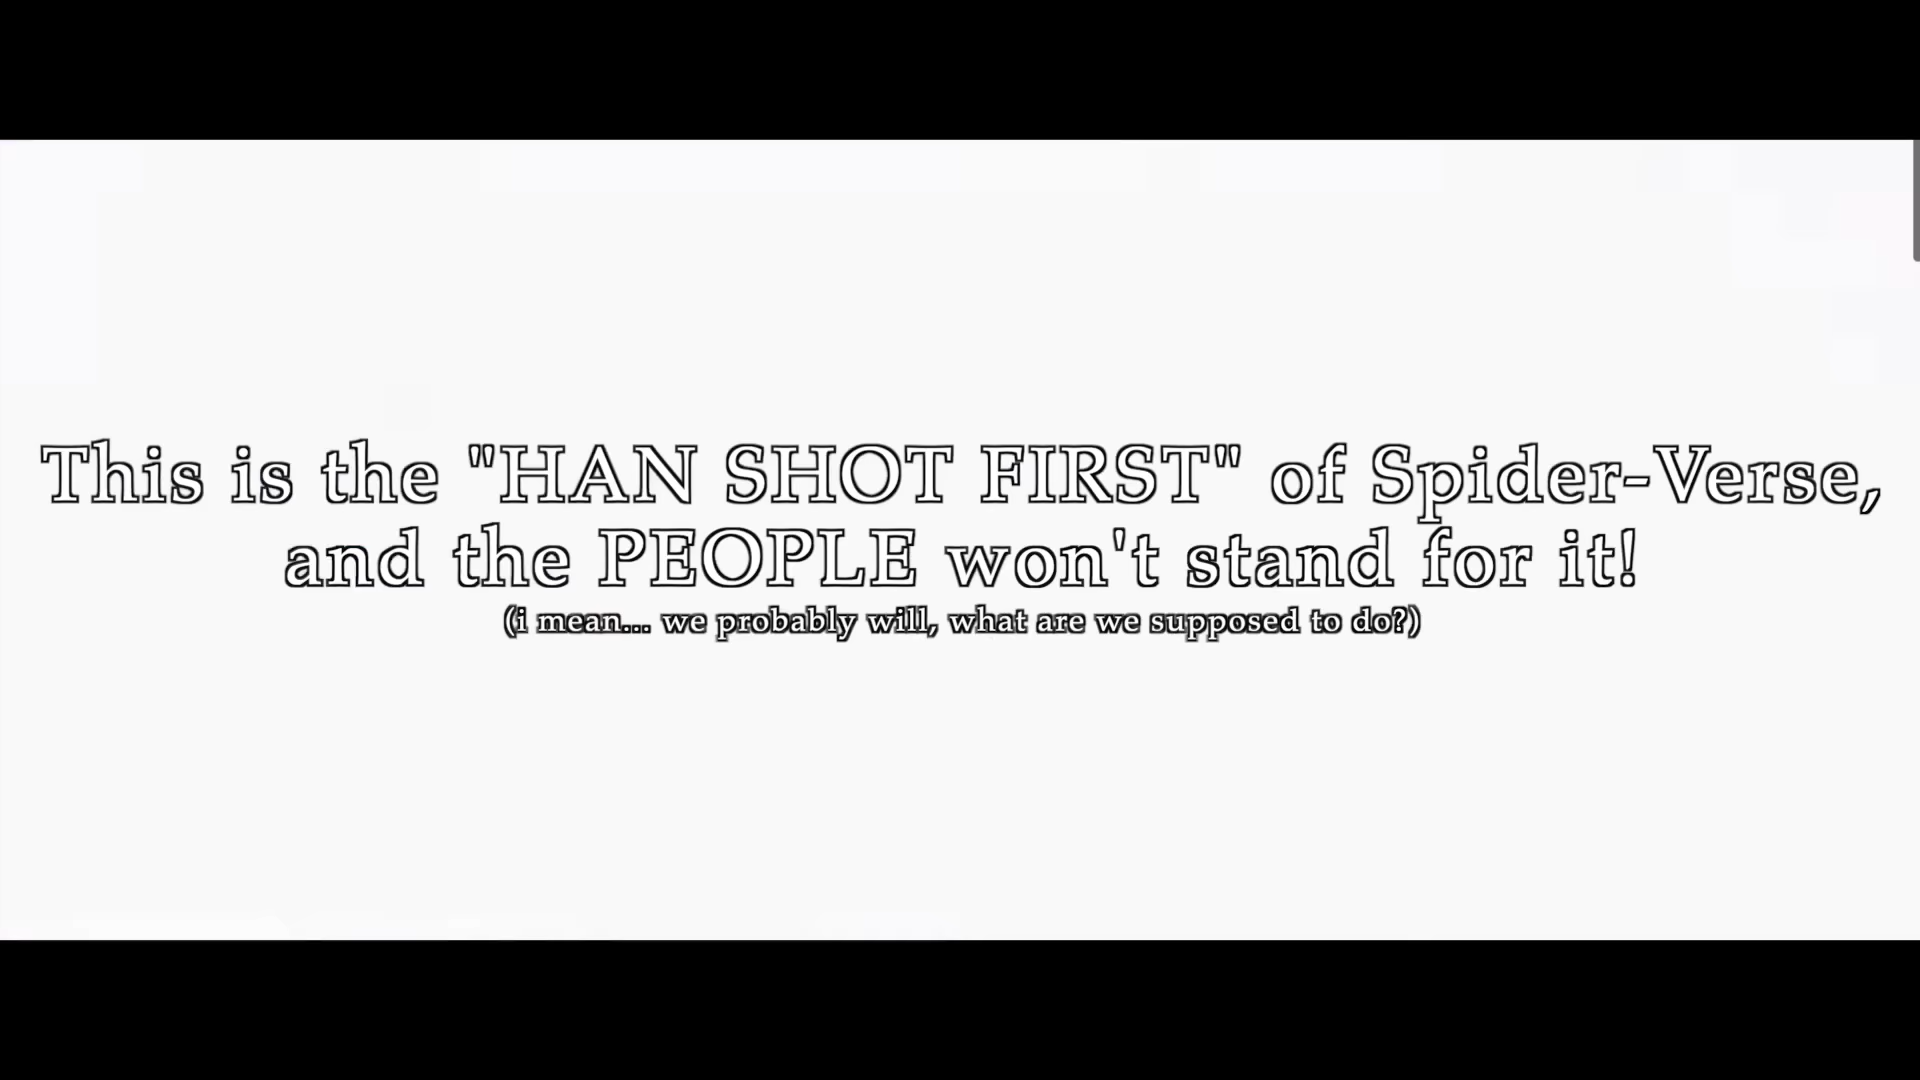 This is the "HAN SHOT FIRST" of Spider-Verse,
and the PEOPLE won't stand for it!
(i mean... we probably will, what are we supposed to do?)